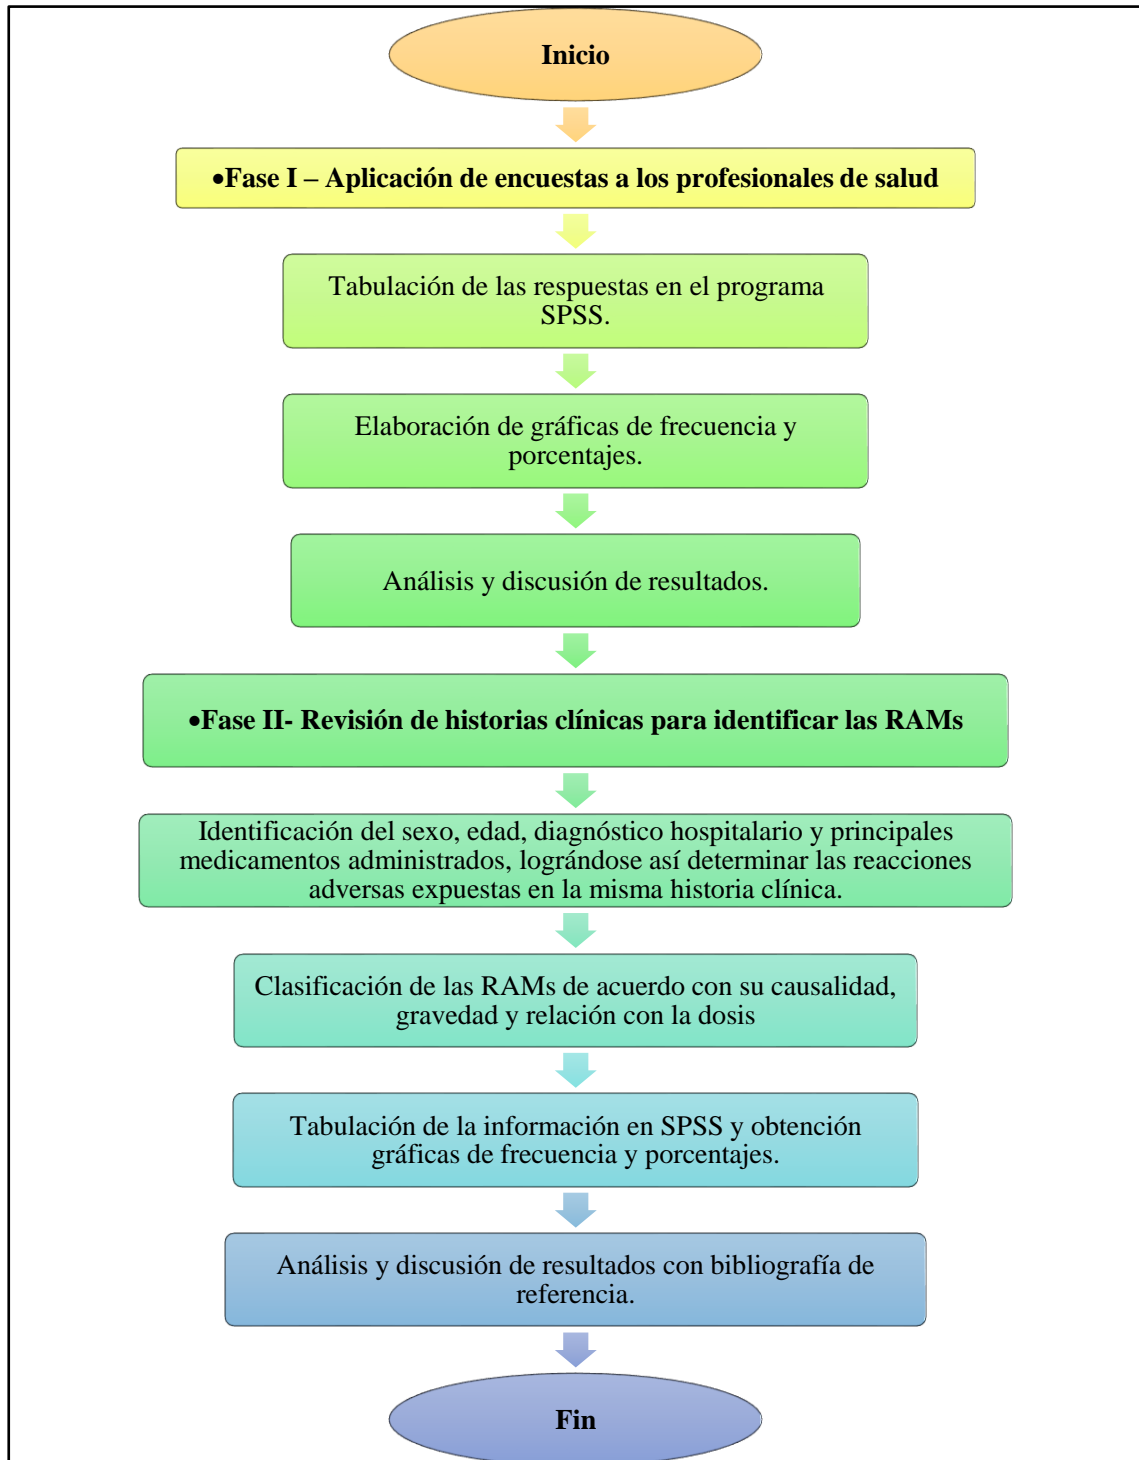 Inicio
•Fase I – Aplicación de encuestas a los profesionales de salud
Tabulación de las respuestas en el programa
SPSS.
Elaboración de gráficas de frecuencia y
porcentajes.
Análisis y discusión de resultados.
•Fase II- Revisión de historias clínicas para identificar las RAMs
Identificación del sexo, edad, diagnóstico hospitalario y principales
medicamentos administrados, lográndose así determinar las reacciones
adversas expuestas en la misma historia clínica.
Clasificación de las RAMs de acuerdo con su causalidad,
gravedad y relación con la dosis
Tabulación de la información en SPSS y obtención
gráficas de frecuencia y porcentajes.
Análisis y discusión de resultados con bibliografía de
referencia.
Fin